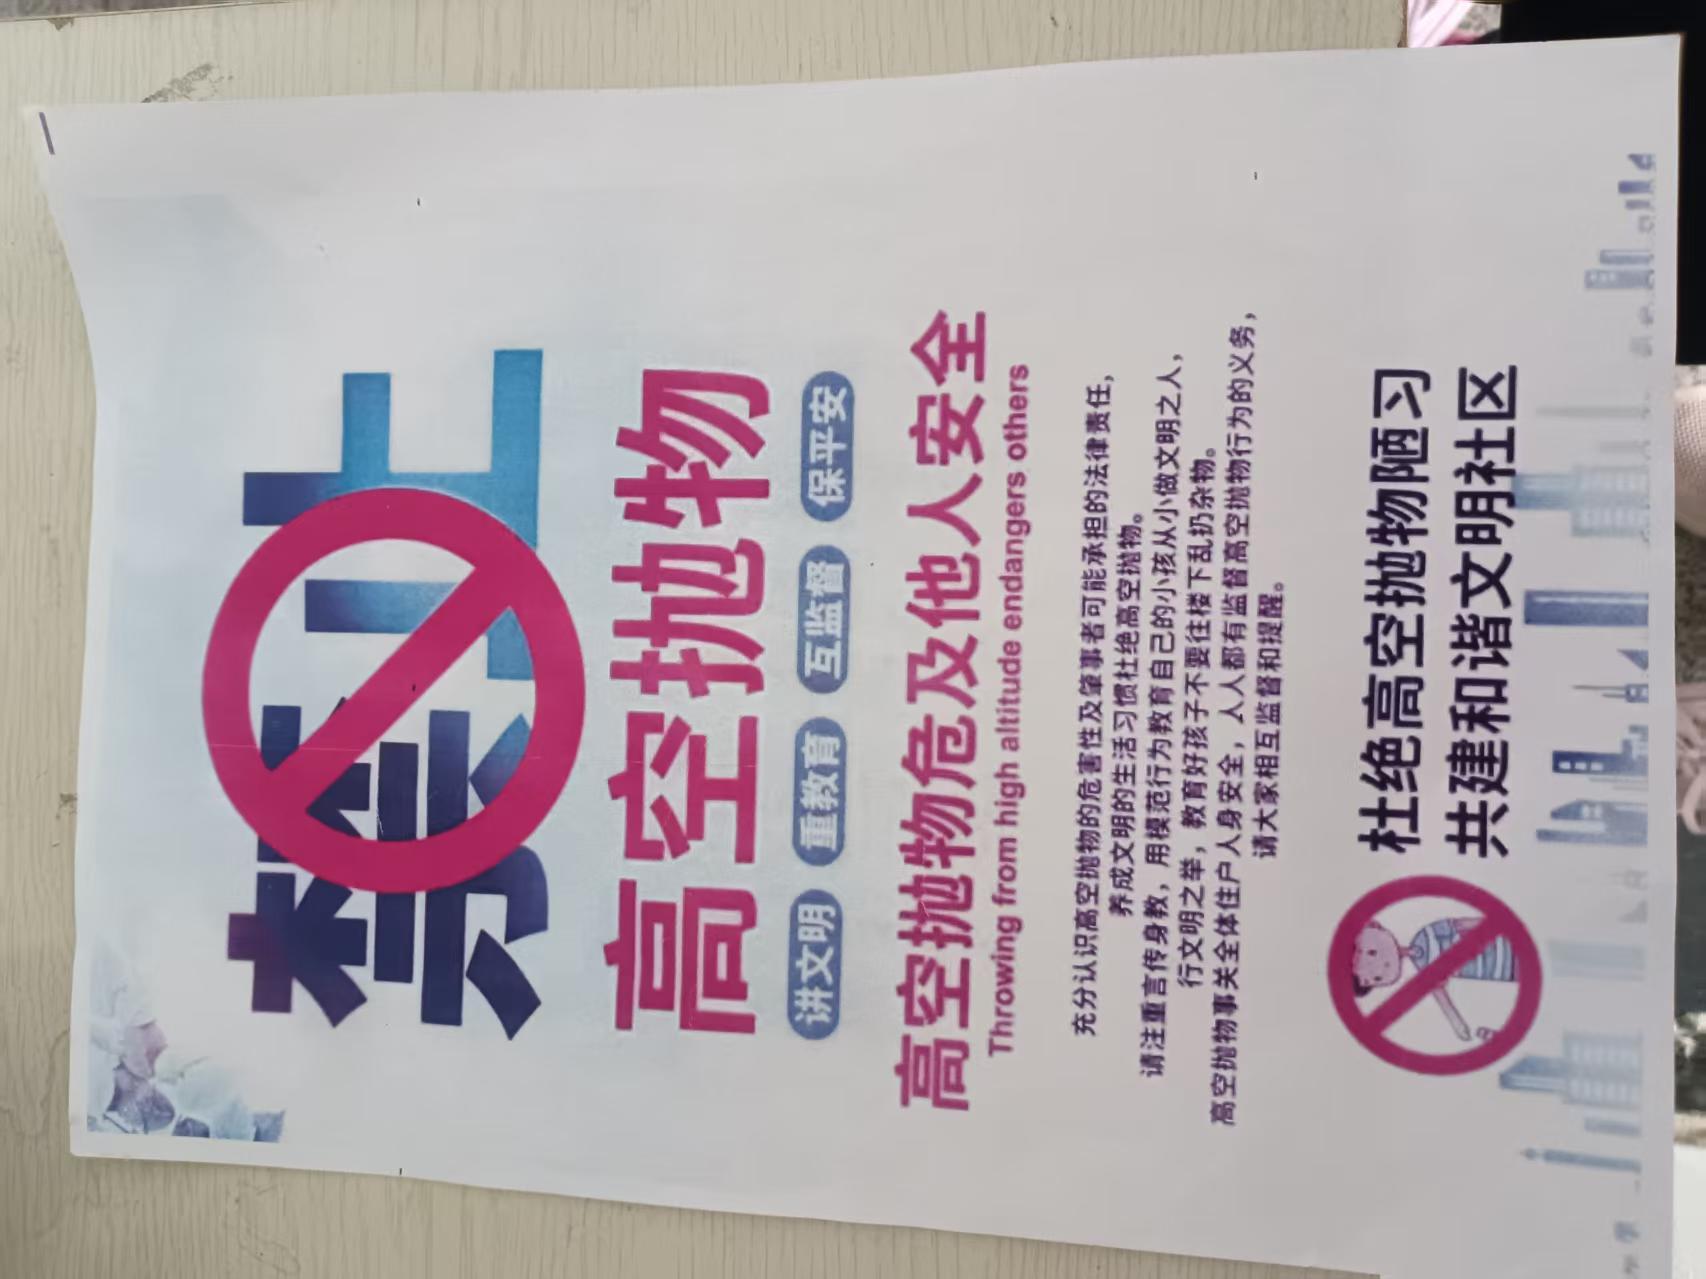 禁止
高空抛物
讲文明 重教育 互监督 保平安
高空抛物危及他人安全
Throwing from high altitude endangers others
充分认识高空抛物的危害性及肇事者可能承担的法律责任，
养成文明的生活习惯杜绝高空抛物。
请注重言传身教，用模范行为教育自己的小孩从小做文明之人，
行文明之举，教育好孩子不要往楼下乱扔杂物。
高空抛物事关全体住户人身安全，人人都有监督高空抛物行为的义务，
请大家相互监督和提醒。
杜绝高空抛物陋习
共建和谐文明社区